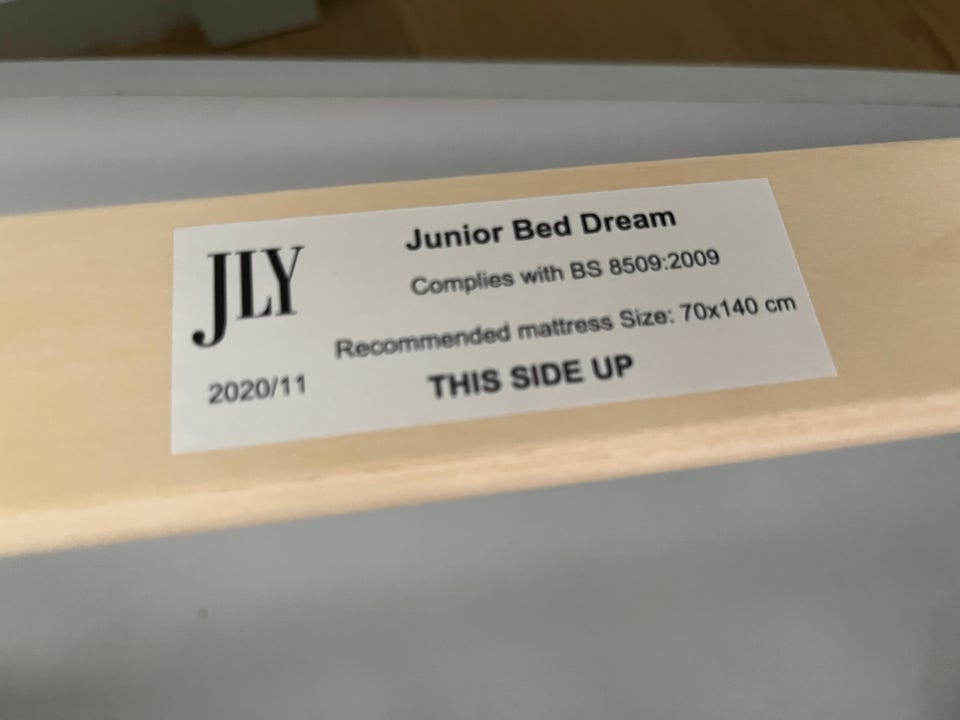 JLY
Junior Bed Dream
Complies with BS 8509:2009
Recommended mattress Size: 70x140 cm
2020/11
THIS SIDE UP